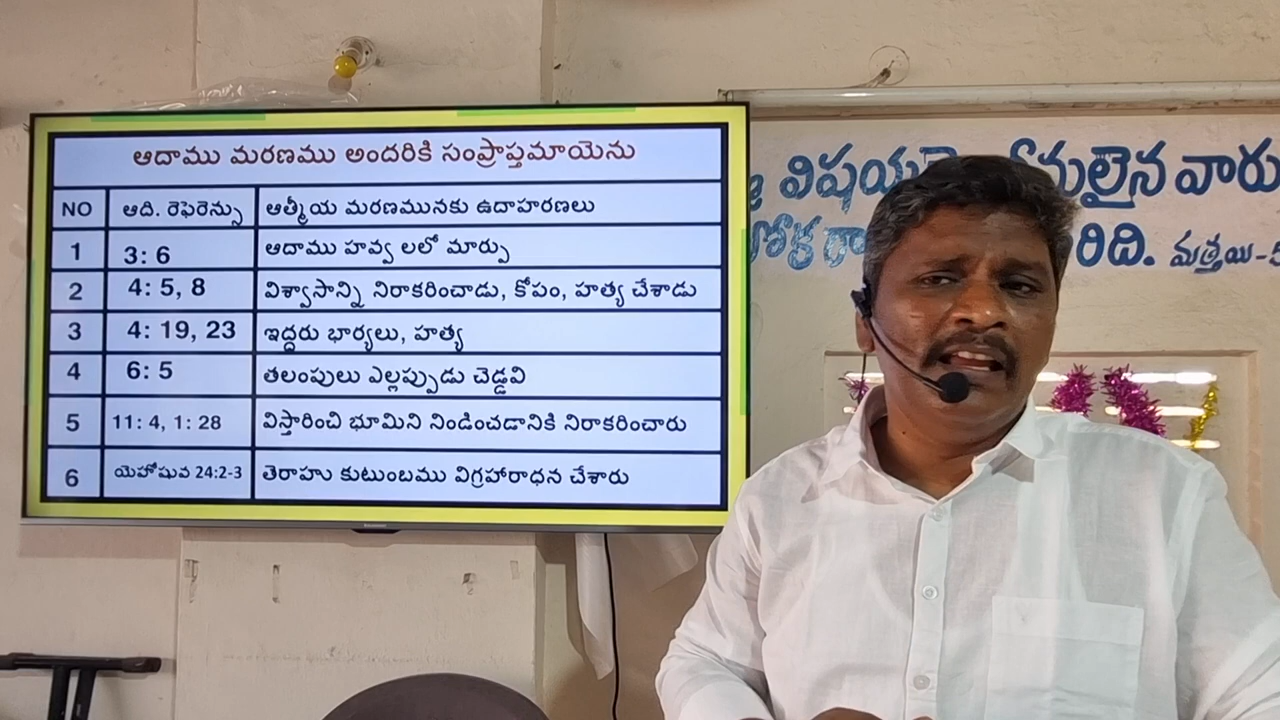 ఆదాము మరణము అందరికి సంప్రాప్తమాయెను
NO ఆది. రెఫెరెన్సు ఆత్మీయ మరణమునకు ఉదాహరణలు
1 3: 6 ఆదాము హవ్వ లలో మార్పు
2 4: 5, 8 విశ్వాసాన్ని నిరాకరించాడు, కోపం, హత్య చేశాడు
3 4: 19, 23 ఇద్దరు భార్యలు, హత్య
4 6: 5 తలంపులు ఎల్లప్పుడు చెడ్డవి
5 11: 4, 1: 28 విస్తారించి భూమిని నిండించడానికి నిరాకరించారు
6 యెహోషువ 24:2-3 తెరాహు కుటుంబము విగ్రహారాధన చేశారు
వారు
మత్తయి-5